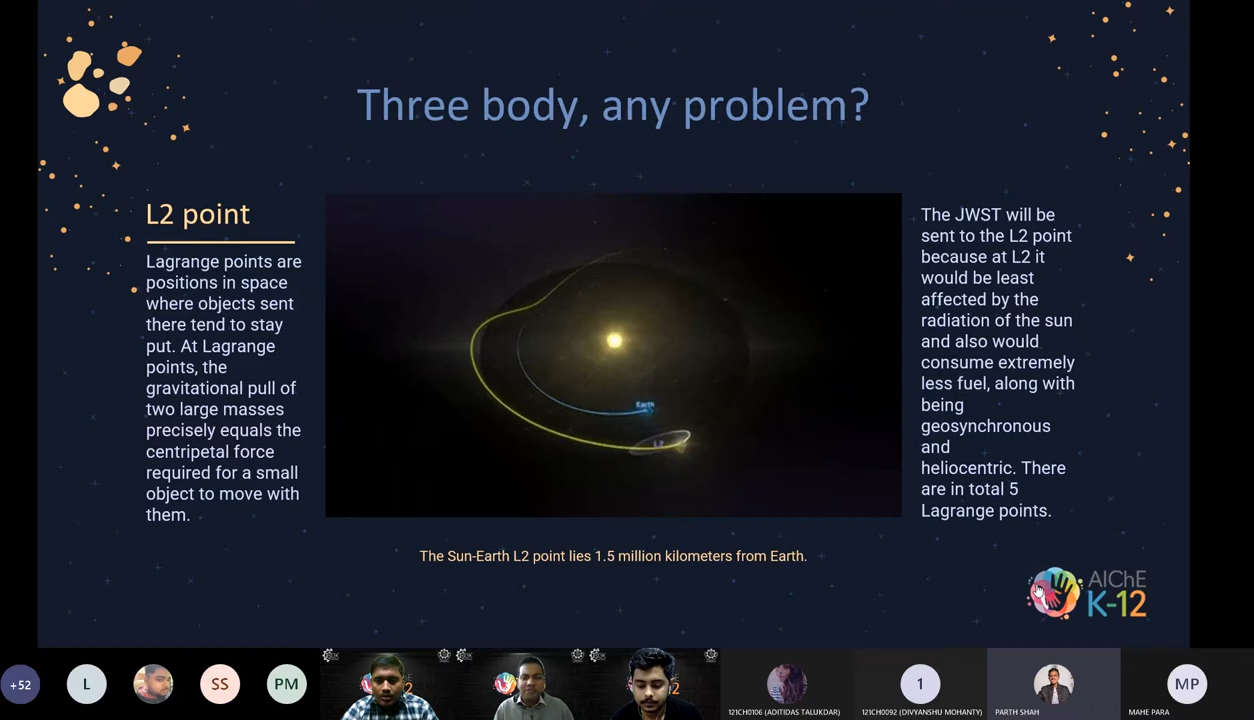 Three body, any problem?
L2 point
Lagrange points are
positions in space
where objects sent
there tend to stay
put. At Lagrange
points, the
gravitational pull of
two large masses
precisely equals the
centripetal force
required for a small
object to move with
them.
Earth
L2
The JWST will be
sent to the L2 point
because at L2 it
would be least
affected by the
radiation of the sun
and also would
consume extremely
less fuel, along with
being
geosynchronous
and
heliocentric. There
are in total 5
Lagrange points.
The Sun-Earth L2 point lies 1.5 million kilometers from Earth.
AIChE
K-12
+52
L
SS
PM
121CH0106 (ADITIDAS TALUKDAR)
1
121CH0092 (DIVYANSHU MOHANTY)
PARTH SHAH
MP
MAHE PARA